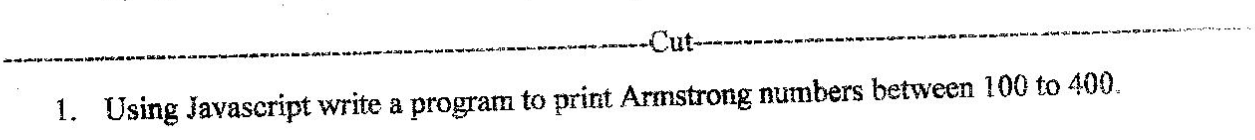 -Cut-
1. Using Javascript write a program to print Armstrong numbers between 100 to 400.